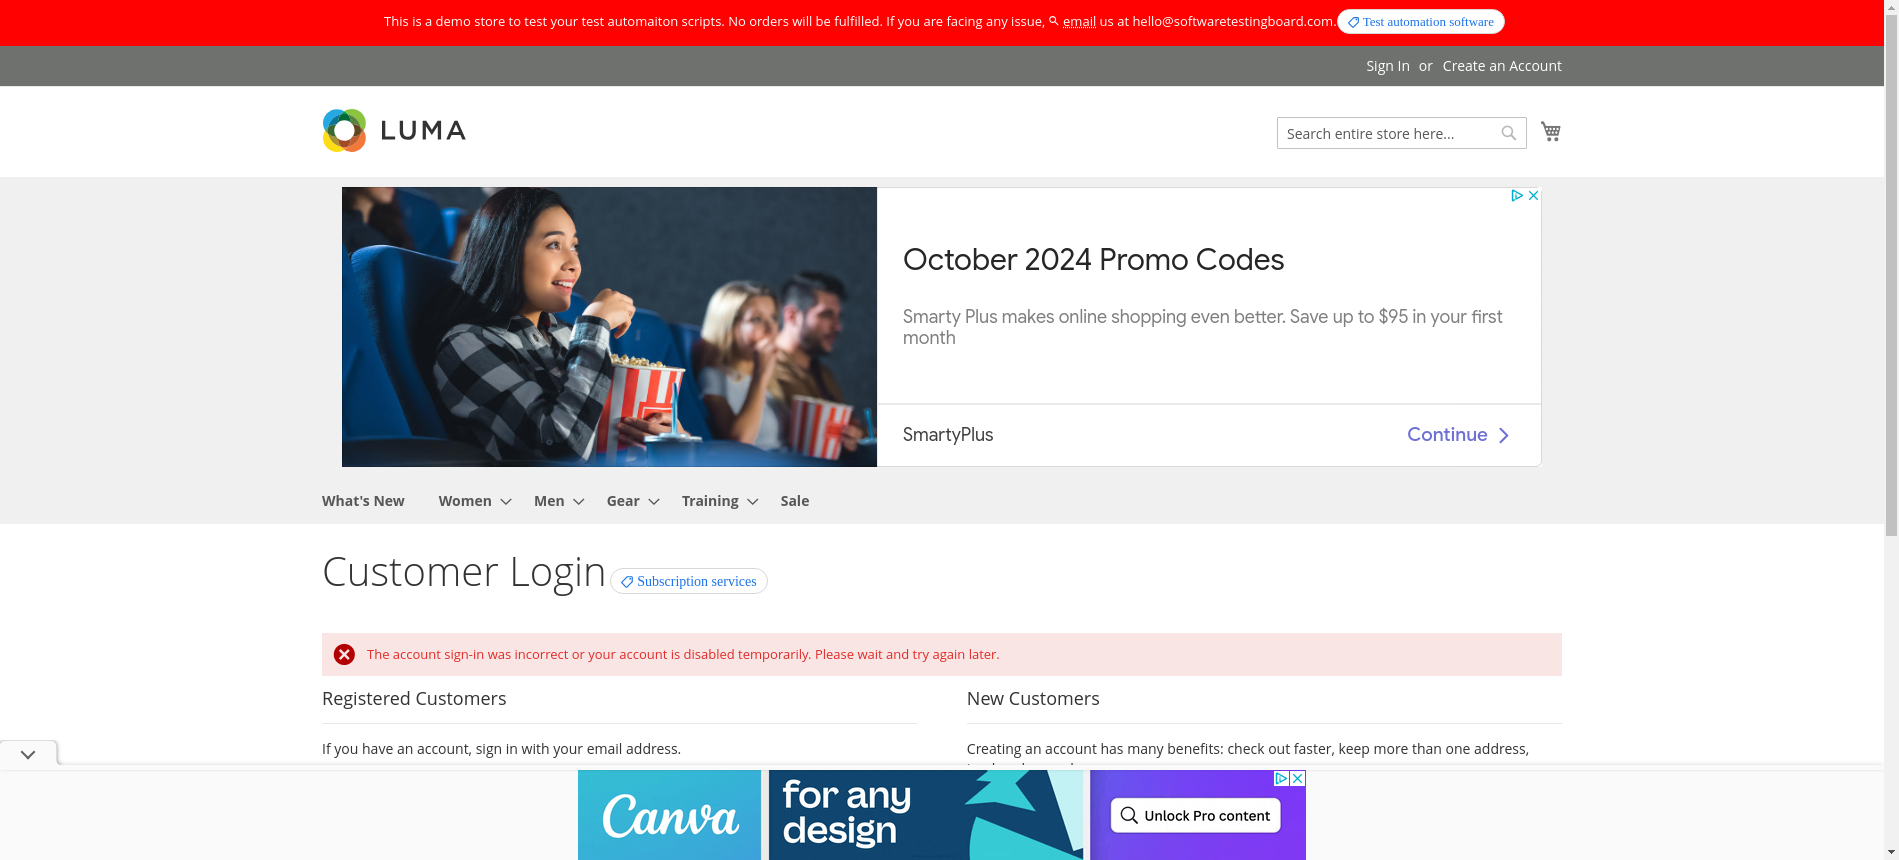 This is a demo store to test your test automaiton scripts. No orders will be fulfilled. If you are facing any issue, email us at hello@softwaretestingboard.com. Test automation software
Sign In or Create an Account
LUMA
Search entire store here...
October 2024 Promo Codes
Smarty Plus makes online shopping even better. Save up to $95 in your first
month
SmartyPlus
Continue
What's New Women Men Gear Training Sale
Customer Login Subscription services
The account sign-in was incorrect or your account is disabled temporarily. Please wait and try again later.
Registered Customers
New Customers
If you have an account, sign in with your email address.
Creating an account has many benefits: check out faster, keep more than one address,
Canva
for any
design
Unlock Pro content